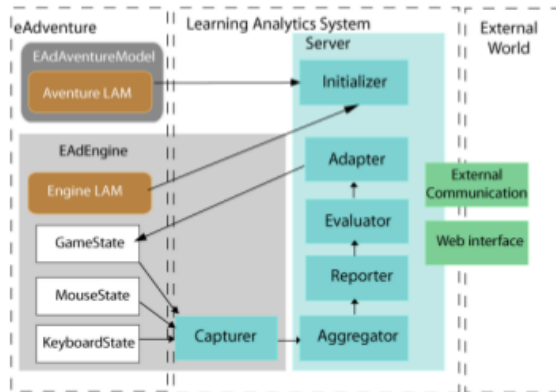 eAdventure
Learning Analytics System
External
World
Server
EAdAventureModel
Aventure LAM
Initializer
EAdEngine
Engine LAM
Adapter
External
Communication
GameState
Evaluator
Web interface
MouseState
Reporter
KeyboardState
Capturer
Aggregator